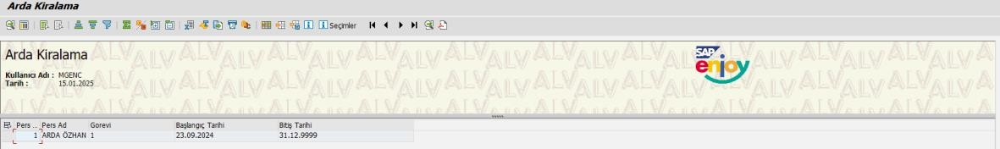 Arda Kiralama
Seçimler
Arda Kiralama
Kullanıcı Adı : MGENC
Tarih : 15.01.2025
SAP
enjoy
Pers ... Pers Ad Gorevi Başlangıç Tarihi Bitiş Tarihi
1 ARDA ÖZHAN 1 23.09.2024 31.12.9999